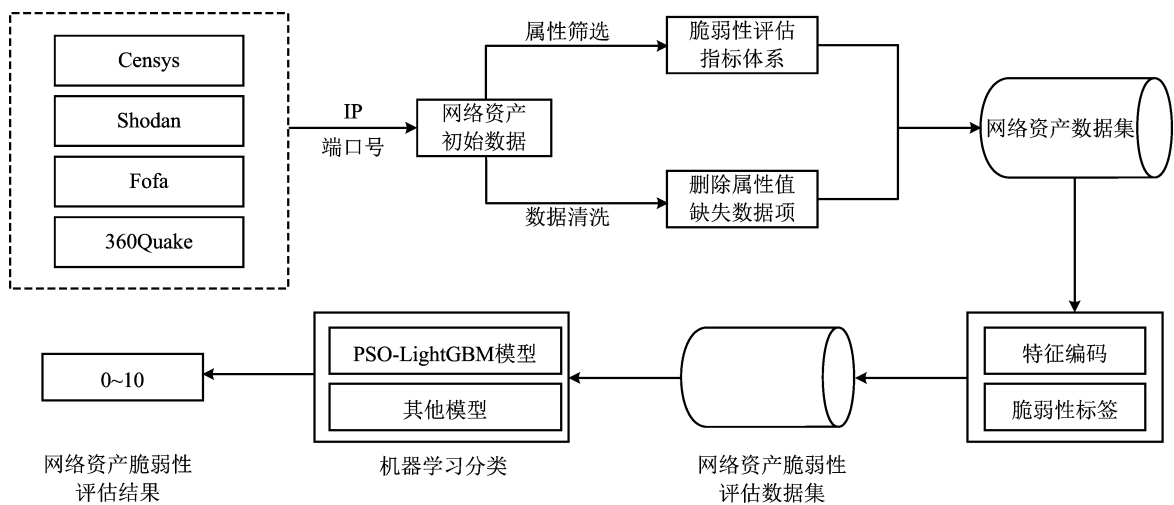 Censys
Shodan
Fofa
360Quake
IP
端口号
网络资产
初始数据
属性筛选
数据清洗
脆弱性评估
指标体系
删除属性值
缺失数据项
网络资产数据集
特征编码
脆弱性标签
网络资产脆弱性
评估数据集
PSO-LightGBM模型
其他模型
机器学习分类
0~10
网络资产脆弱性
评估结果